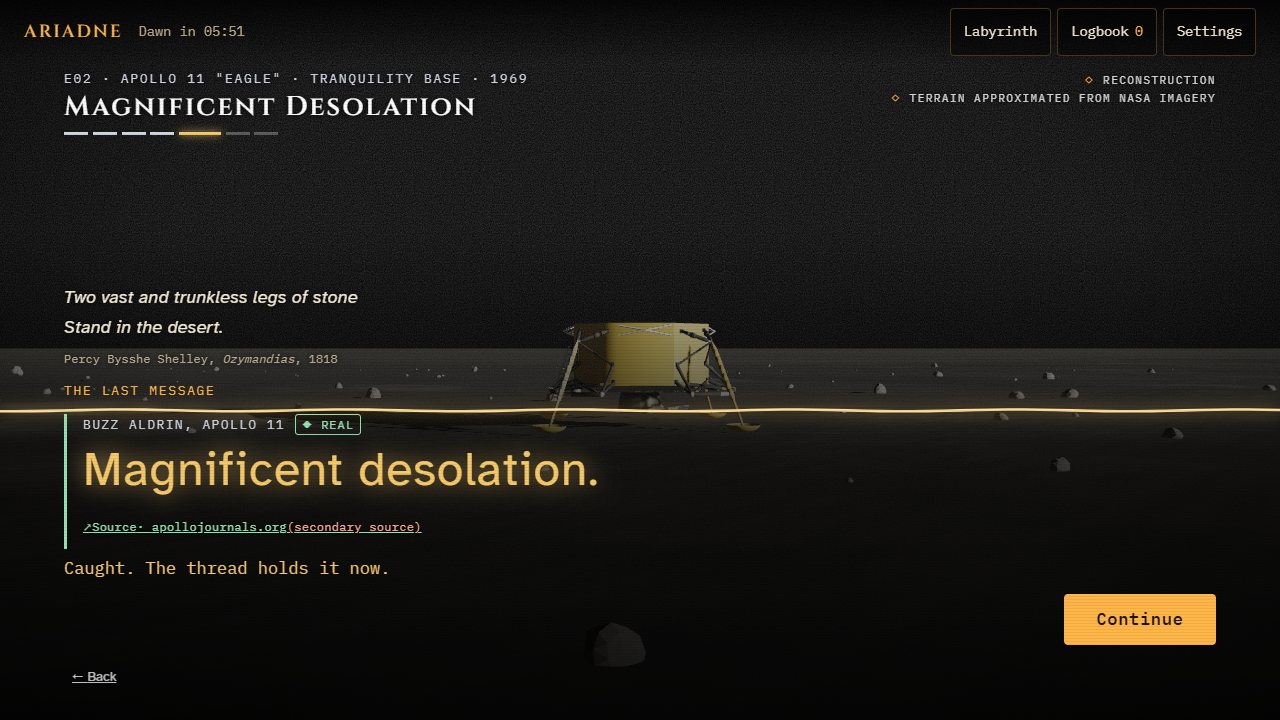 ARIADNE Dawn in 05:51
Labyrinth Logbook 0 Settings
E02 · APOLLO 11 "EAGLE" · TRANQUILITY BASE · 1969
Magnificent Desolation
◇ RECONSTRUCTION
◇ TERRAIN APPROXIMATED FROM NASA IMAGERY
Two vast and trunkless legs of stone
Stand in the desert.
Percy Bysshe Shelley, Ozymandias, 1818
THE LAST MESSAGE
BUZZ ALDRIN, APOLLO 11 ◆ REAL
Magnificent desolation.
↗Source· apollojournals.org(secondary source)
Caught. The thread holds it now.
Continue
← Back